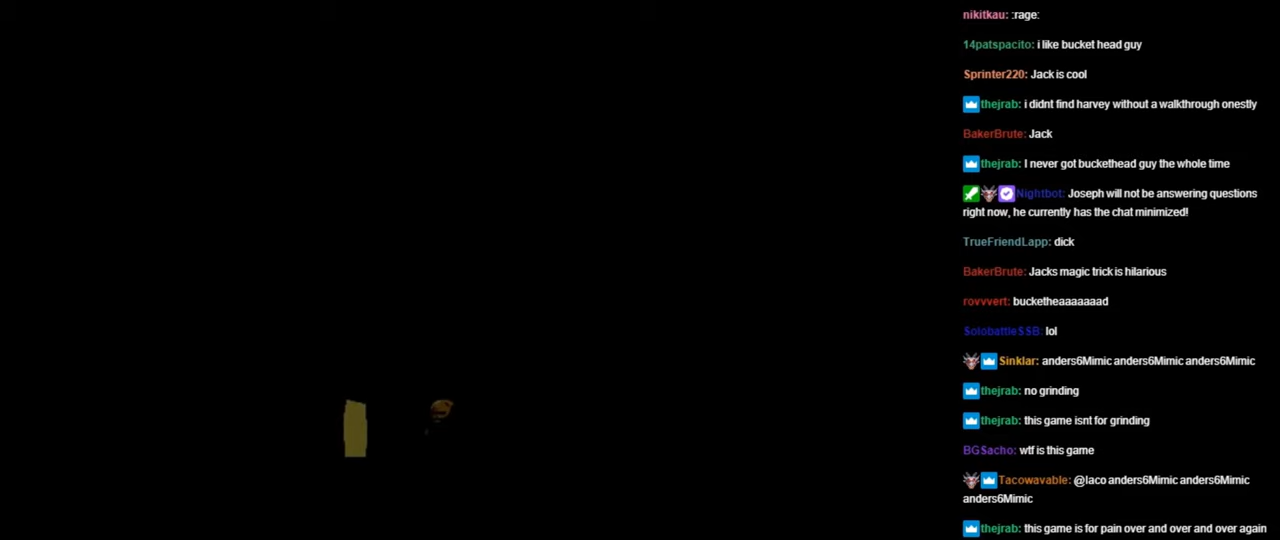 nikitkau: :rage:
14patspacito: i like bucket head guy
Sprinter220: Jack is cool
thejrab: i didnt find harvey without a walkthrough onestly
BakerBrute: Jack
thejrab: I never got buckethead guy the whole time
Nightbot: Joseph will not be answering questions
right now, he currently has the chat minimized!
TrueFriendLapp: dick
BakerBrute: Jacks magic trick is hilarious
rovvvert: bucketheaaaaaaad
SolobattleSSB: lol
Sinklar: anders6Mimic anders6Mimic anders6Mimic
thejrab: no grinding
thejrab: this game isnt for grinding
BGSacho: wtf is this game
Tacowavable: @laco anders6Mimic anders6Mimic
anders6Mimic
thejrab: this game is for pain over and over and over again